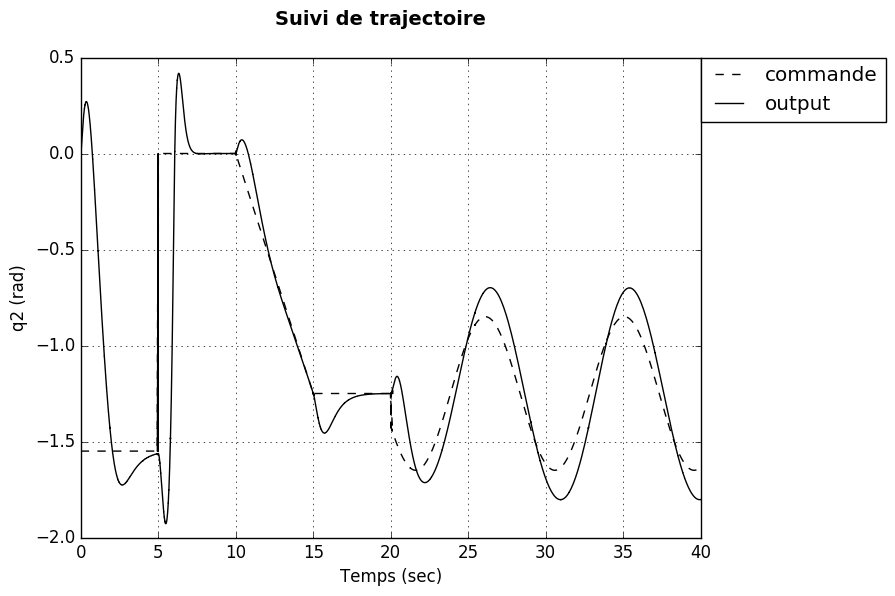 Suivi de trajectoire
commande
output
0.5
0.0
−0.5
−1.0
−1.5
−2.0
q2 (rad)
0 5 10 15 20 25 30 35 40
Temps (sec)